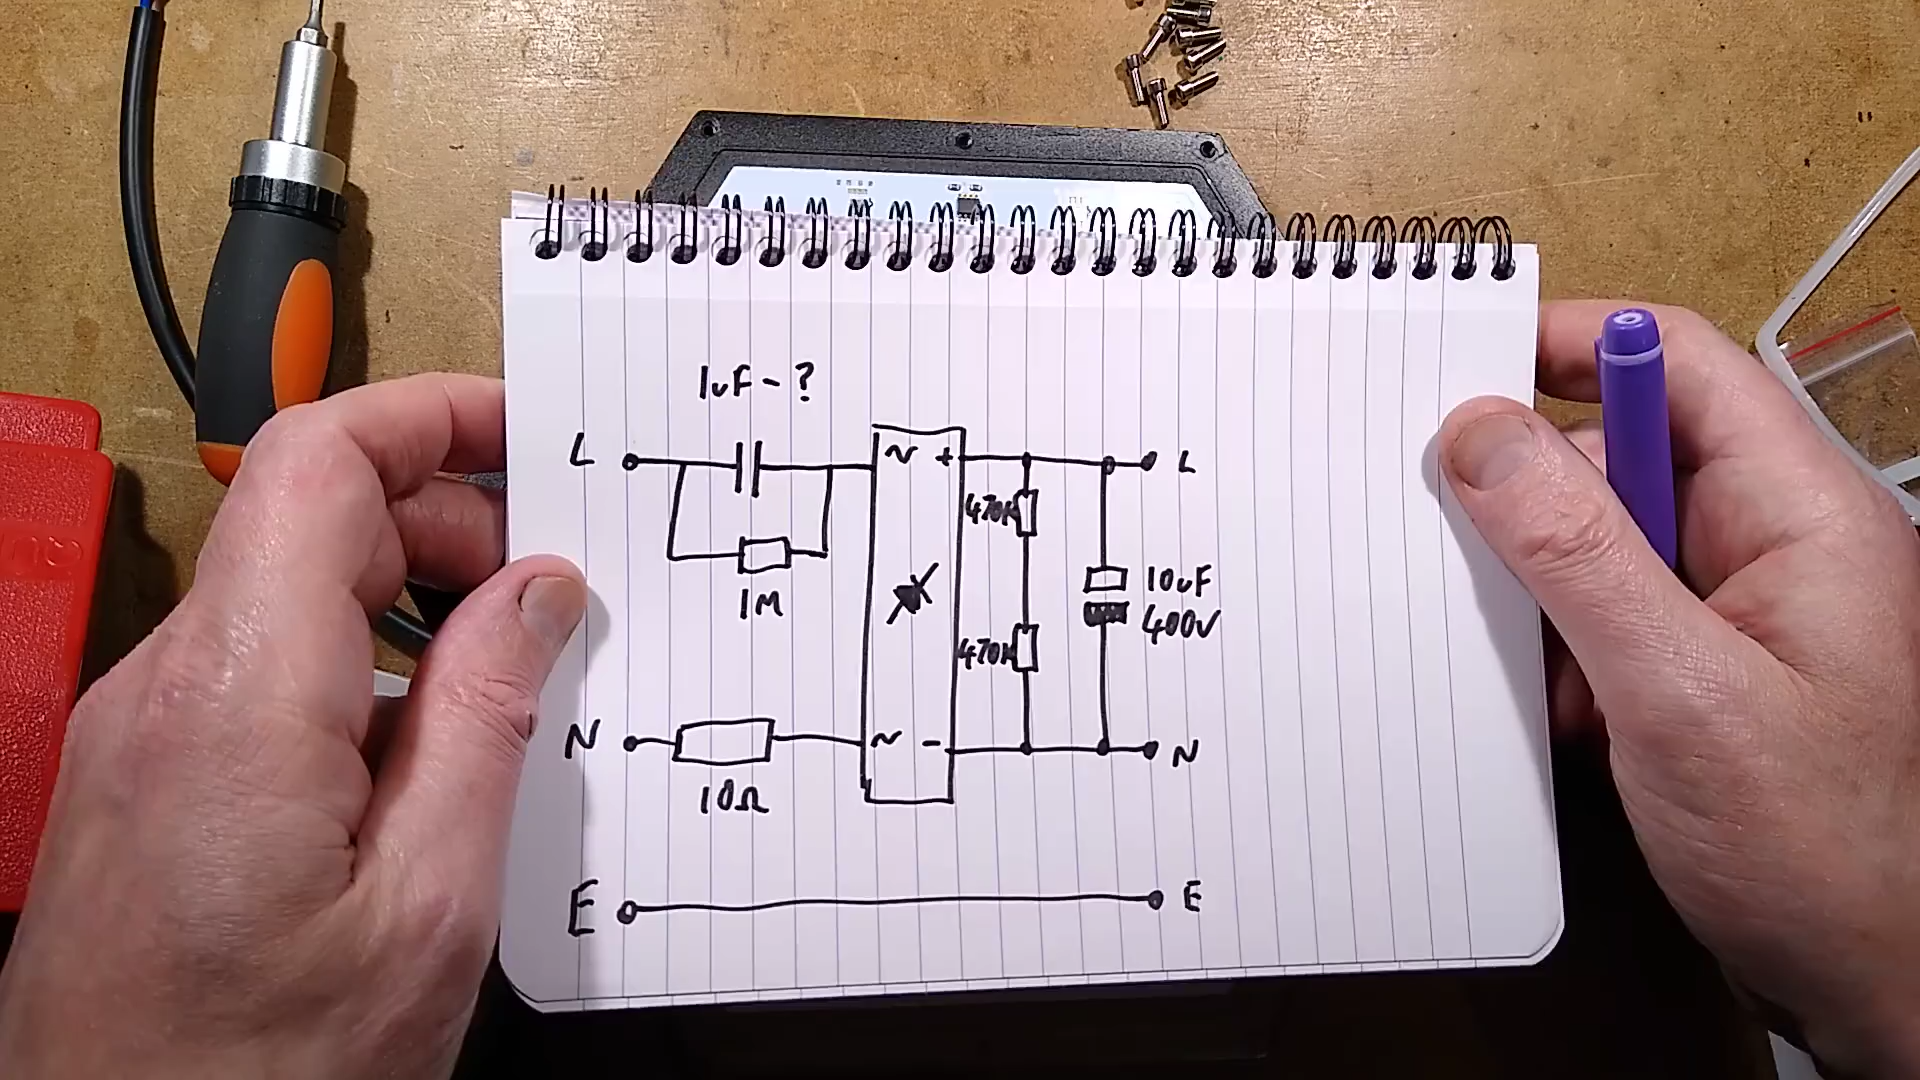 1uF - ?
L
~ +
L
470K
1M
10uF
400V
470K
N
~ -
N
10Ω
E
E